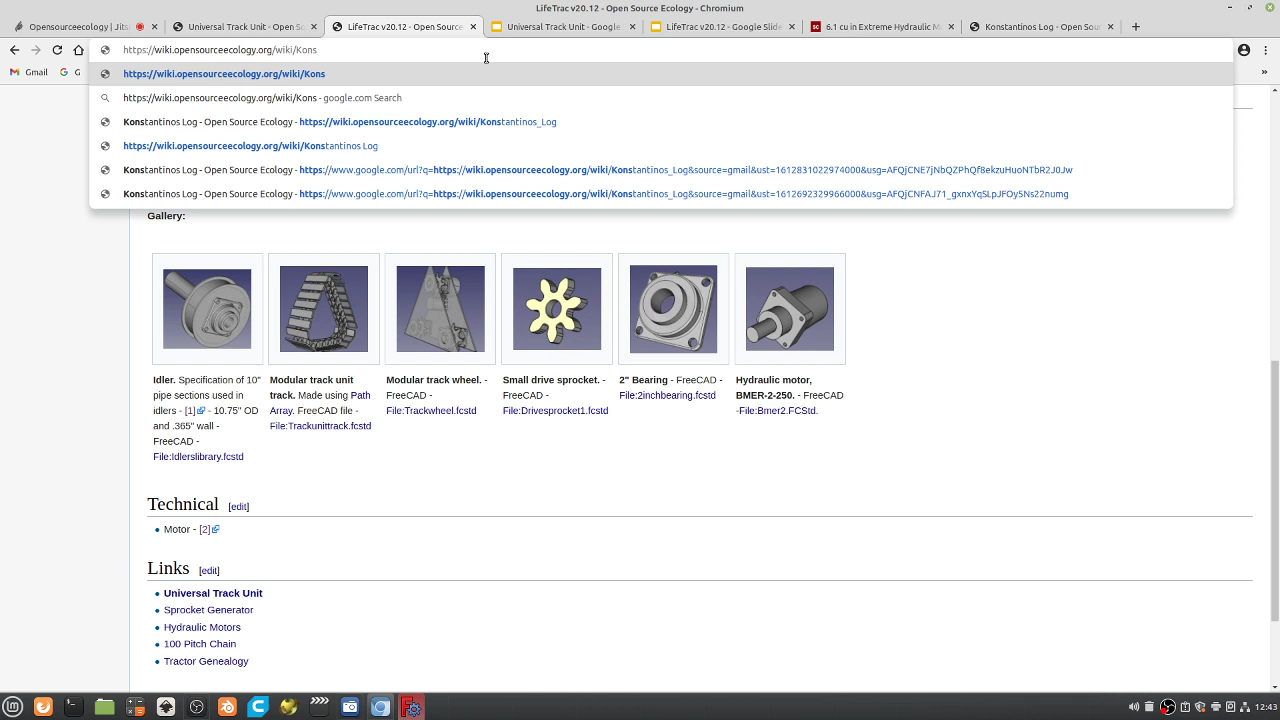 LifeTrac v20.12 - Open Source Ecology - Chromium
Opensourceecology | Jits
Universal Track Unit - Open S
LifeTrac v20.12 - Open Source
Universal Track Unit - Google
LifeTrac v20.12 - Google Slide
6.1 cu in Extreme Hydraulic M
Konstantinos Log - Open Sou
https://wiki.opensourceecology.org/wiki/Kons
Gmail
G
https://wiki.opensourceecology.org/wiki/Kons
https://wiki.opensourceecology.org/wiki/Kons - google.com Search
Konstantinos Log - Open Source Ecology - https://wiki.opensourceecology.org/wiki/Konstantinos_Log
https://wiki.opensourceecology.org/wiki/Konstantinos Log
Konstantinos Log - Open Source Ecology - https://www.google.com/url?q=https://wiki.opensourceecology.org/wiki/Konstantinos_Log&source=gmail&ust=1612831022974000&usg=AFQjCNE7jNbQZPhQf8ekzuHuoNTbR2J0Jw
Konstantinos Log - Open Source Ecology - https://www.google.com/url?q=https://wiki.opensourceecology.org/wiki/Konstantinos_Log&source=gmail&ust=1612692329966000&usg=AFQjCNFAJ71_gxnxYqSLpJFOy5Ns22numg
Gallery:
Idler. Specification of 10"
pipe sections used in
idlers - [1] - 10.75" OD
and .365" wall -
FreeCAD -
File:Idlerslibrary.fcstd
Modular track unit
track. Made using Path
Array. FreeCAD file -
File:Trackunittrack.fcstd
Modular track wheel. -
FreeCAD -
File:Trackwheel.fcstd
Small drive sprocket. -
FreeCAD -
File:Drivesprocket1.fcstd
2" Bearing - FreeCAD -
File:2inchbearing.fcstd
Hydraulic motor,
BMER-2-250. - FreeCAD
-File:Bmer2.FCStd.
Technical [edit]
Motor - [2]
Links [edit]
Universal Track Unit
Sprocket Generator
Hydraulic Motors
100 Pitch Chain
Tractor Genealogy
12:43